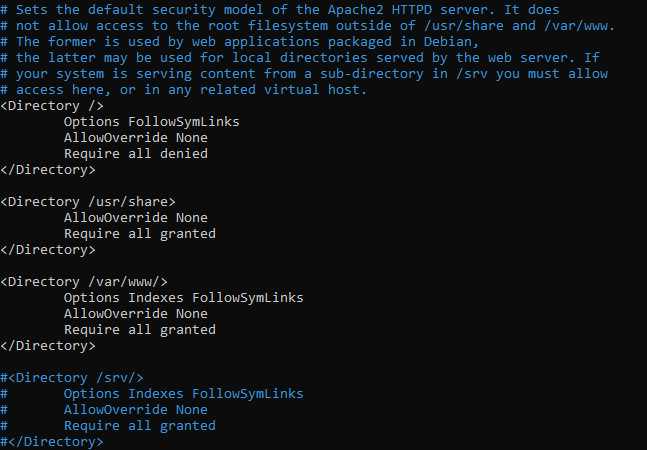 # Sets the default security model of the Apache2 HTTPD server. It does
# not allow access to the root filesystem outside of /usr/share and /var/www.
# The former is used by web applications packaged in Debian,
# the latter may be used for local directories served by the web server. If
# your system is serving content from a sub-directory in /srv you must allow
# access here, or in any related virtual host.
<Directory />
        Options FollowSymLinks
        AllowOverride None
        Require all denied
</Directory>

<Directory /usr/share>
        AllowOverride None
        Require all granted
</Directory>

<Directory /var/www/>
        Options Indexes FollowSymLinks
        AllowOverride None
        Require all granted
</Directory>

#<Directory /srv/>
#       Options Indexes FollowSymLinks
#       AllowOverride None
#       Require all granted
#</Directory>